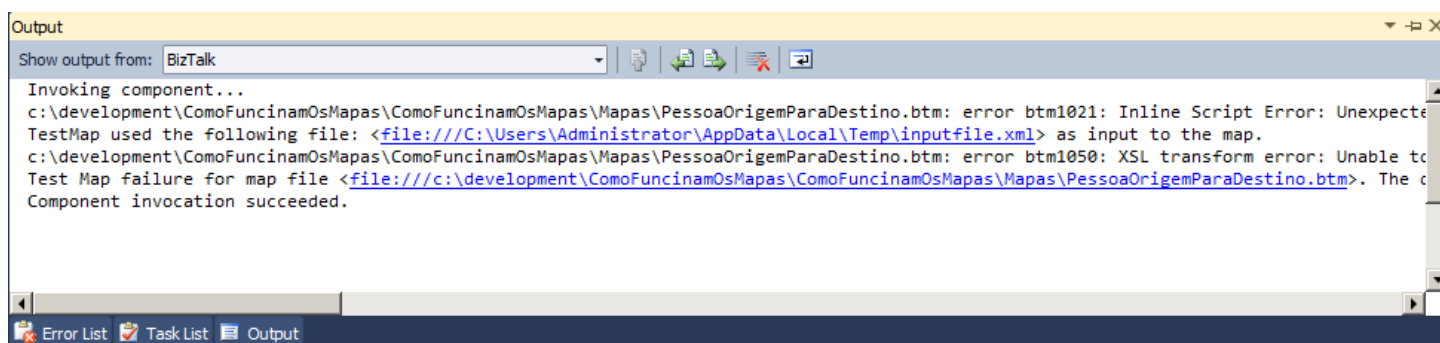 Output
Show output from: BizTalk
Invoking component...
c:\development\ComoFuncinamOsMapas\ComoFuncinamOsMapas\Mapas\PessoaOrigemParaDestino.btm: error btm1021: Inline Script Error: Unexpecte
TestMap used the following file: <file:///C:\Users\Administrator\AppData\Local\Temp\inputfile.xml> as input to the map.
c:\development\ComoFuncinamOsMapas\ComoFuncinamOsMapas\Mapas\PessoaOrigemParaDestino.btm: error btm1050: XSL transform error: Unable to
Test Map failure for map file <file:///c:\development\ComoFuncinamOsMapas\ComoFuncinamOsMapas\Mapas\PessoaOrigemParaDestino.btm>. The
Component invocation succeeded.
Error List Task List Output